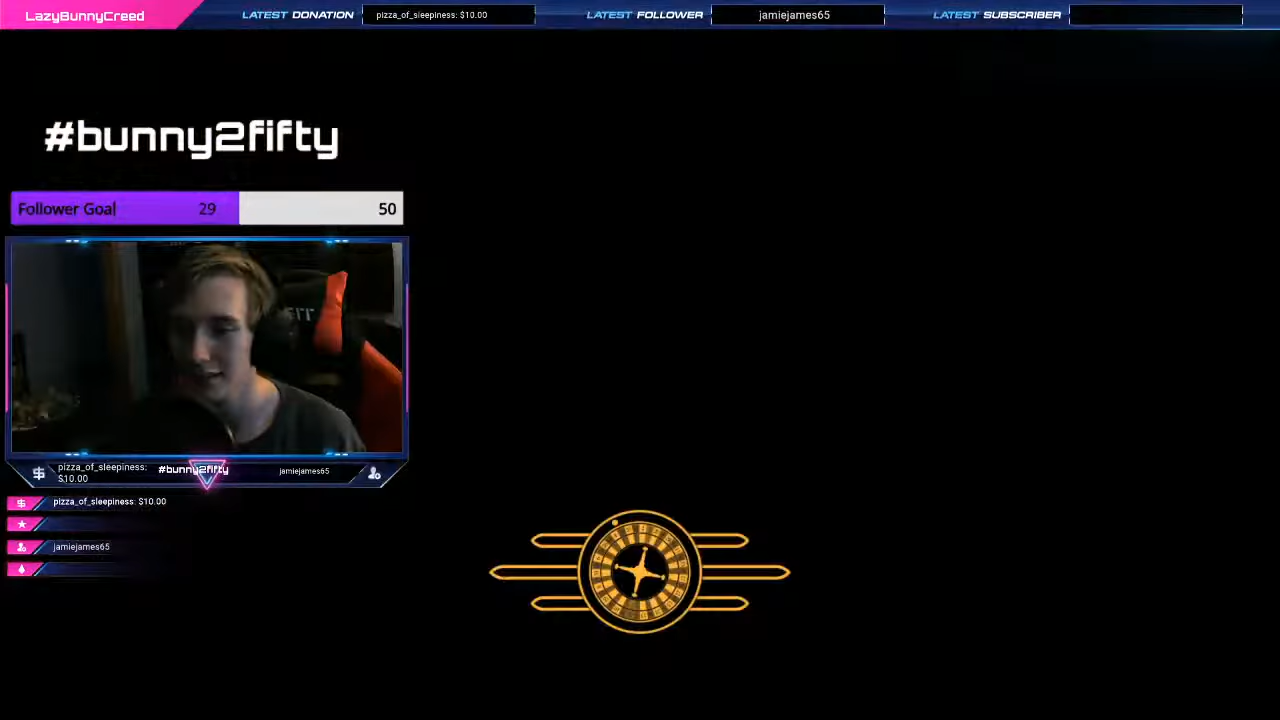 LazyBunnyCreed
LATEST DONATION
pizza_of_sleepiness: $10.00
LATEST FOLLOWER
jamiejames65
LATEST SUBSCRIBER
#bunny2fifty
Follower Goal 29 50
pizza_of_sleepiness:
$10.00
#bunny2fifty
jamiejames65
pizza_of_sleepiness: $10.00
jamiejames65